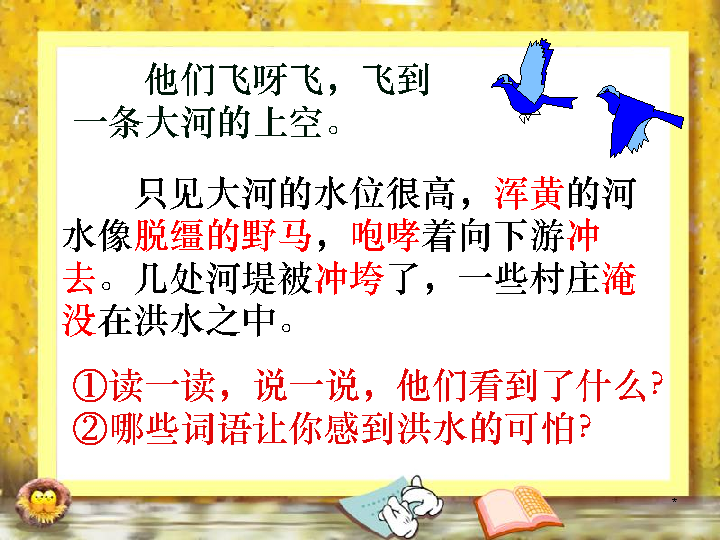 他们飞呀飞，飞到
一条大河的上空。
只见大河的水位很高，浑黄的河
水像脱缰的野马，咆哮着向下游冲
去。几处河堤被冲垮了，一些村庄淹
没在洪水之中。
①读一读，说一说，他们看到了什么?
②哪些词语让你感到洪水的可怕?
*